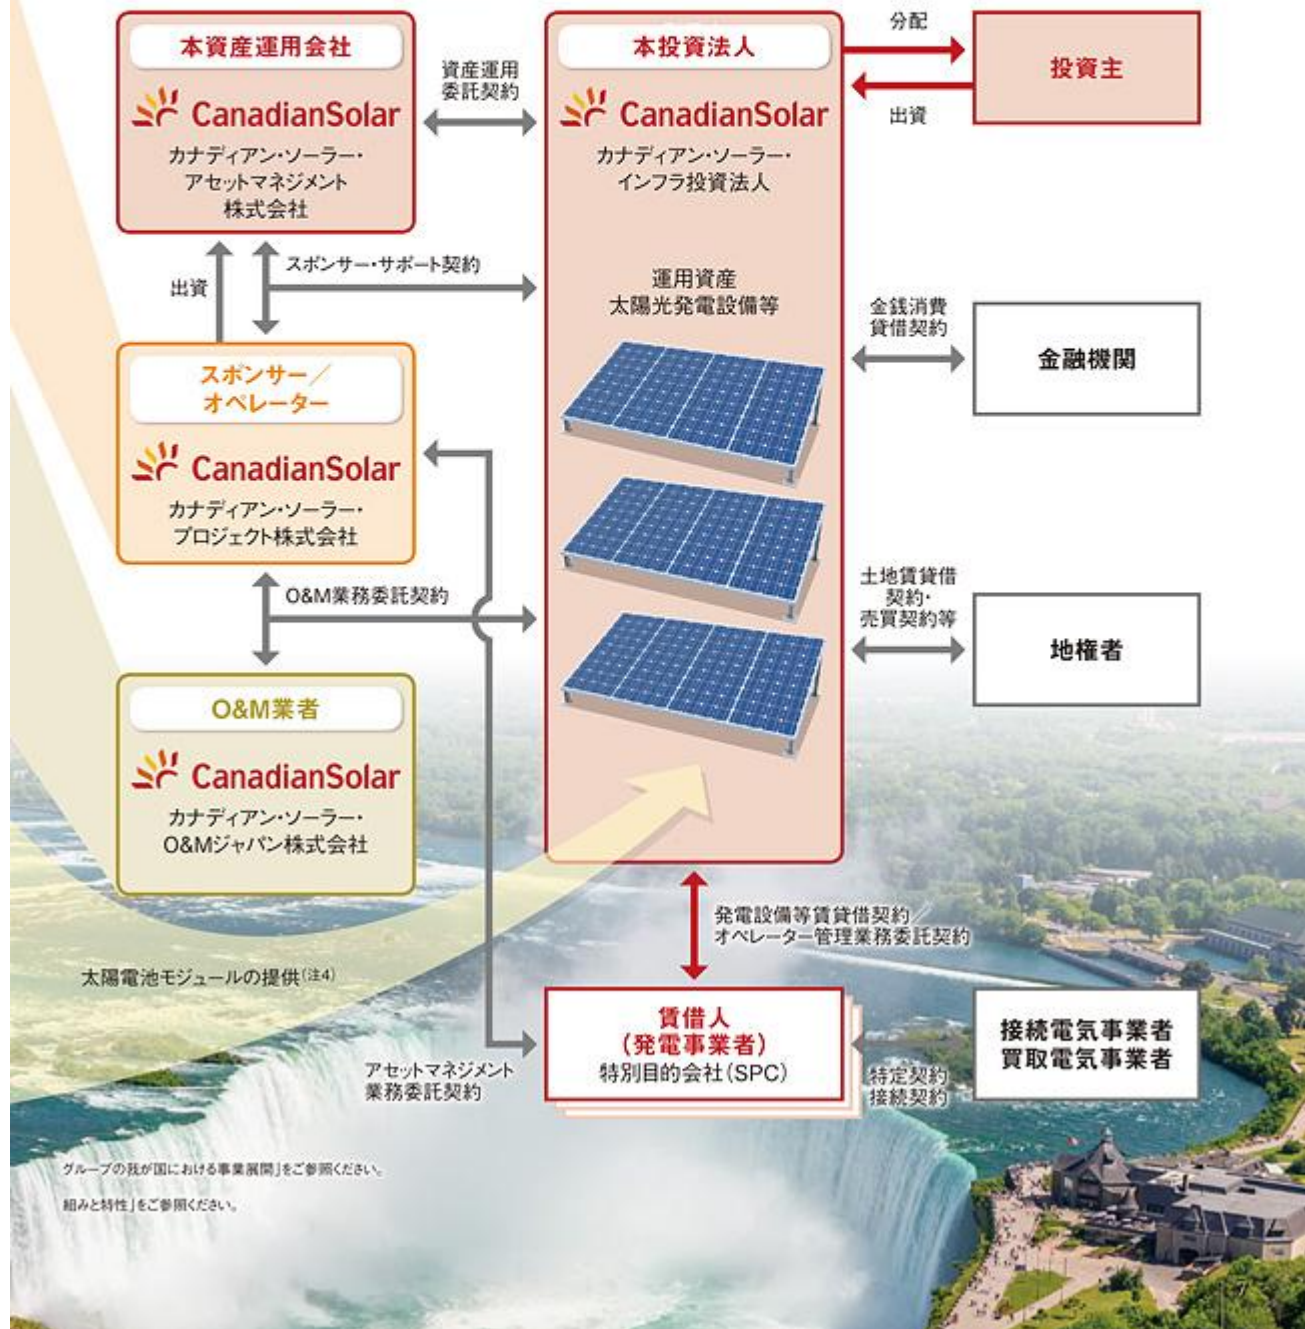 本資産運用会社
CanadianSolar
カナディアン・ソーラー・
アセットマネジメント
株式会社
資産運用
委託契約
本投資法人
CanadianSolar
カナディアン・ソーラー・
インフラ投資法人
分配
出資
投資主
出資
スポンサー・サポート契約
運用資産
太陽光発電設備等
金銭消費
貸借契約
金融機関
スポンサー／
オペレーター
CanadianSolar
カナディアン・ソーラー・
プロジェクト株式会社
O&M業務委託契約
土地賃貸借
契約・
売買契約等
地権者
O&M業者
CanadianSolar
カナディアン・ソーラー・
O&Mジャパン株式会社
発電設備等賃貸借契約／
オペレーター管理業務委託契約
太陽電池モジュールの提供(注4)
アセットマネジメント
業務委託契約
賃借人
(発電事業者)
特別目的会社(SPC)
特定契約
接続契約
接続電気事業者
買取電気事業者
グループの我が国における事業展開」をご参照ください。
組みと特性」をご参照ください。